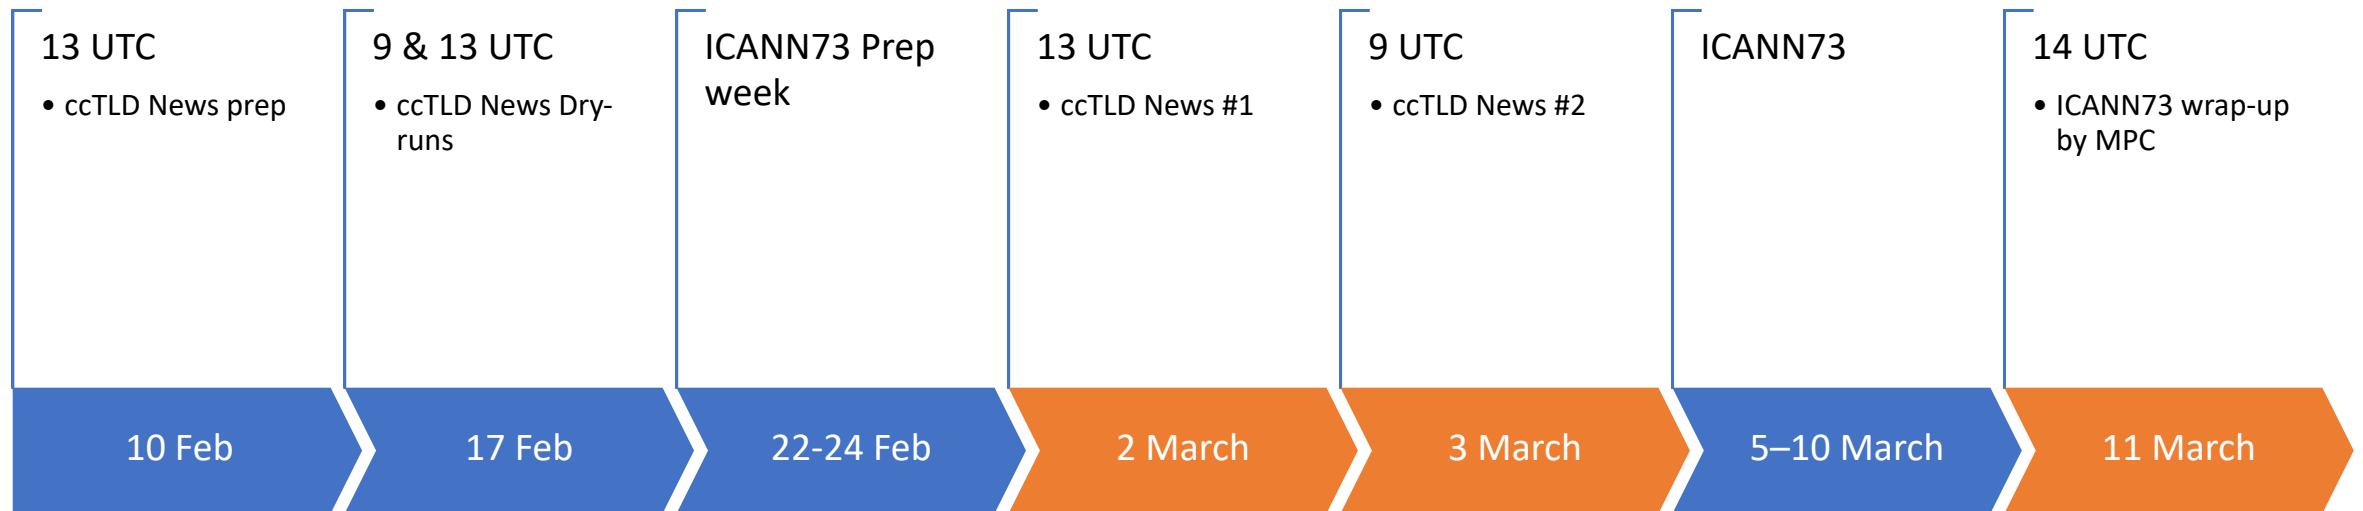 13 UTC
• ccTLD News prep
10 Feb
9 & 13 UTC
• ccTLD News Dry-
runs
17 Feb
ICANN73 Prep
week
22-24 Feb
13 UTC
• ccTLD News #1
2 March
9 UTC
• ccTLD News #2
3 March
ICANN73
5–10 March
14 UTC
• ICANN73 wrap-up
by MPC
11 March